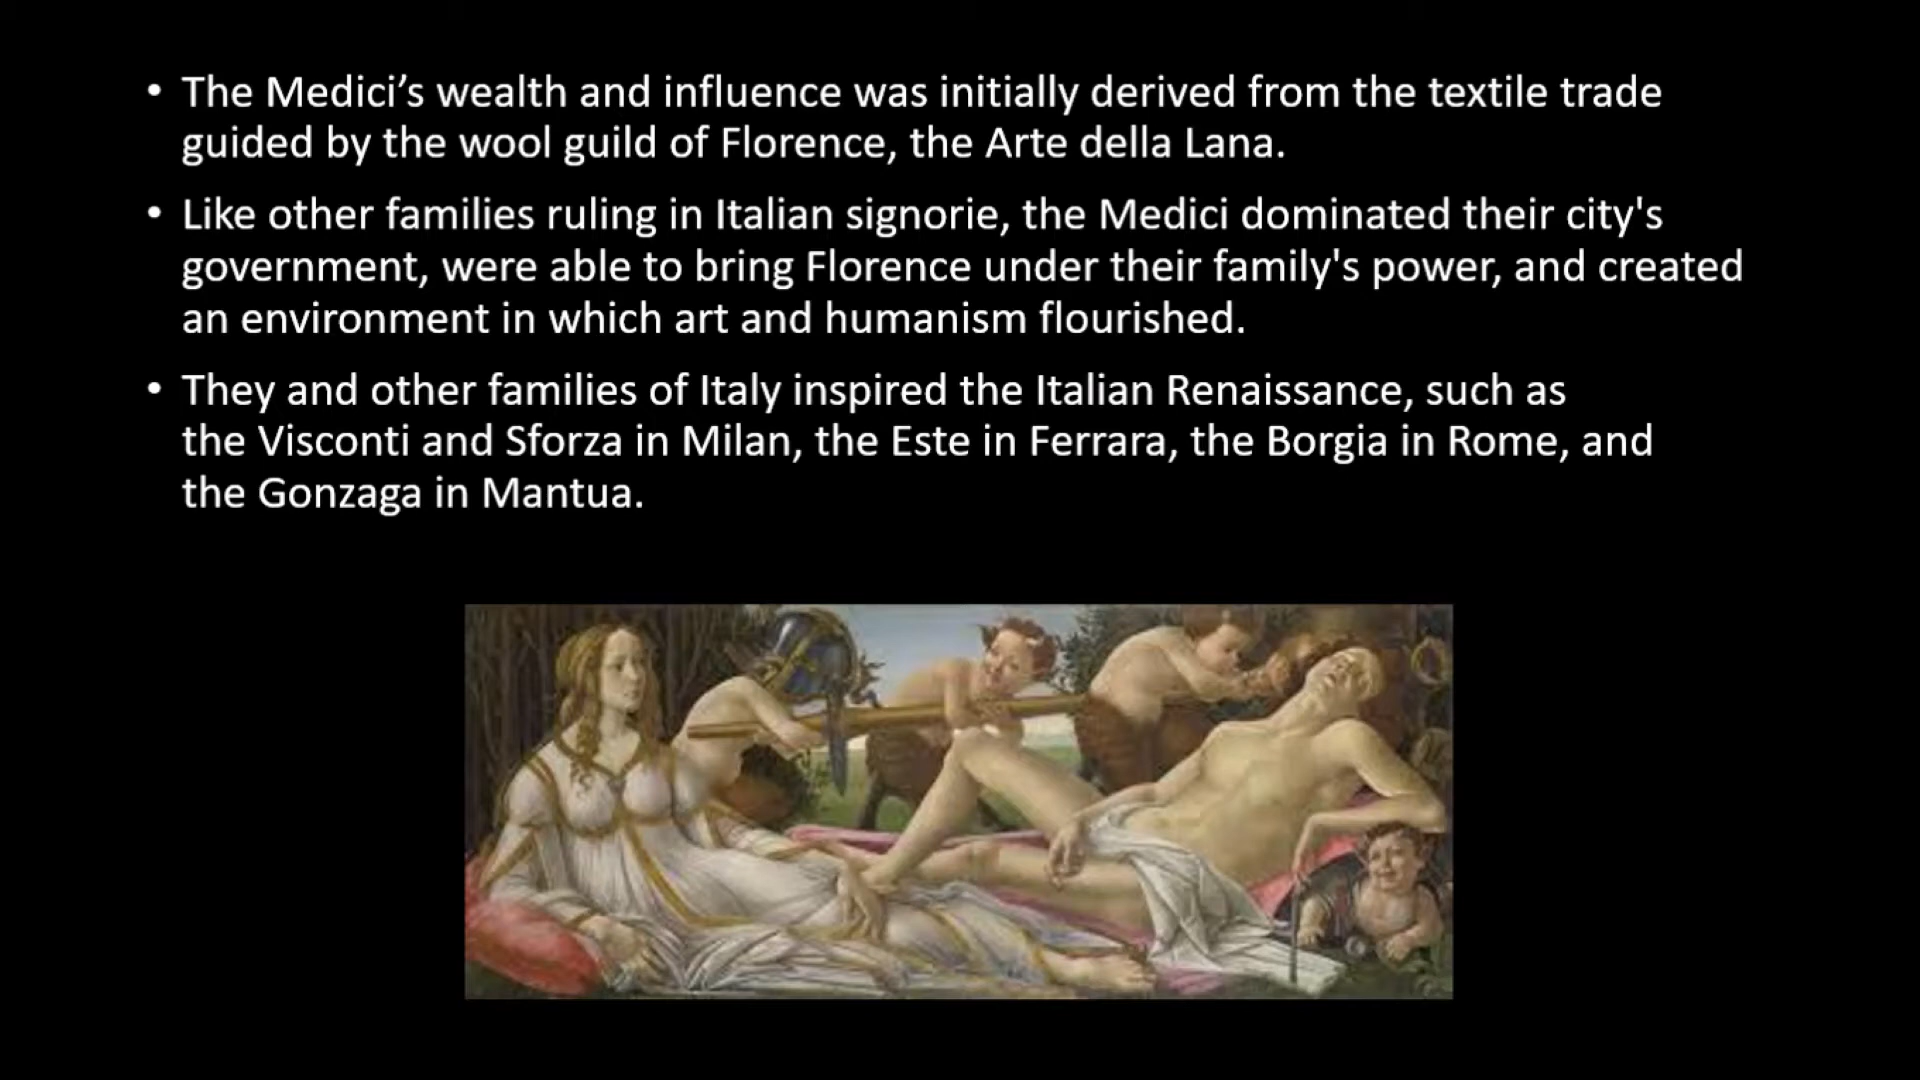 • The Medici’s wealth and influence was initially derived from the textile trade
guided by the wool guild of Florence, the Arte della Lana.
• Like other families ruling in Italian signorie, the Medici dominated their city's
government, were able to bring Florence under their family's power, and created
an environment in which art and humanism flourished.
• They and other families of Italy inspired the Italian Renaissance, such as
the Visconti and Sforza in Milan, the Este in Ferrara, the Borgia in Rome, and
the Gonzaga in Mantua.